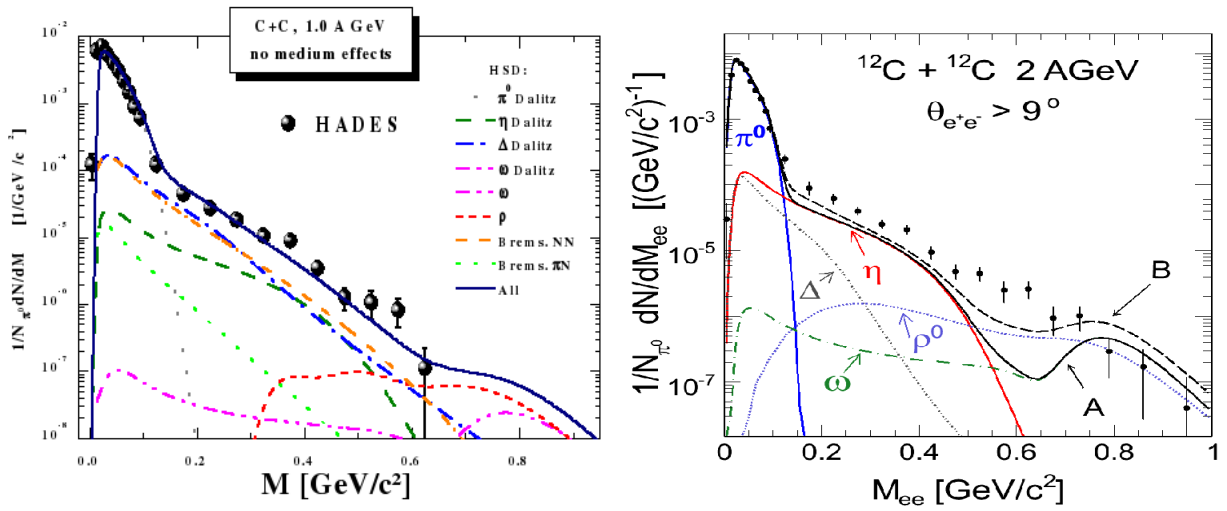 C+C, 1.0 A GeV
no medium effects
1/N π⁰ dN/dM [1/GeV /c ²]
10⁻²
10⁻³
10⁻⁴
10⁻⁵
10⁻⁶
10⁻⁷
10⁻⁸
HADES
HSD:
π⁰ Dalitz
η Dalitz
Δ Dalitz
ω Dalitz
ω
ρ
Brems. NN
Brems. πN
All
0.0 0.2 0.4 0.6 0.8
M [GeV/c²]
¹²C + ¹²C 2 AGeV
θe⁺e⁻ > 9°
1/Nπ⁰ dN/dMee [(GeV/c²)⁻¹]
10⁻³
10⁻⁵
10⁻⁷
π⁰
η
Δ
ρ⁰
ω
B
A
0 0.2 0.4 0.6 0.8 1
Mee [GeV/c²]